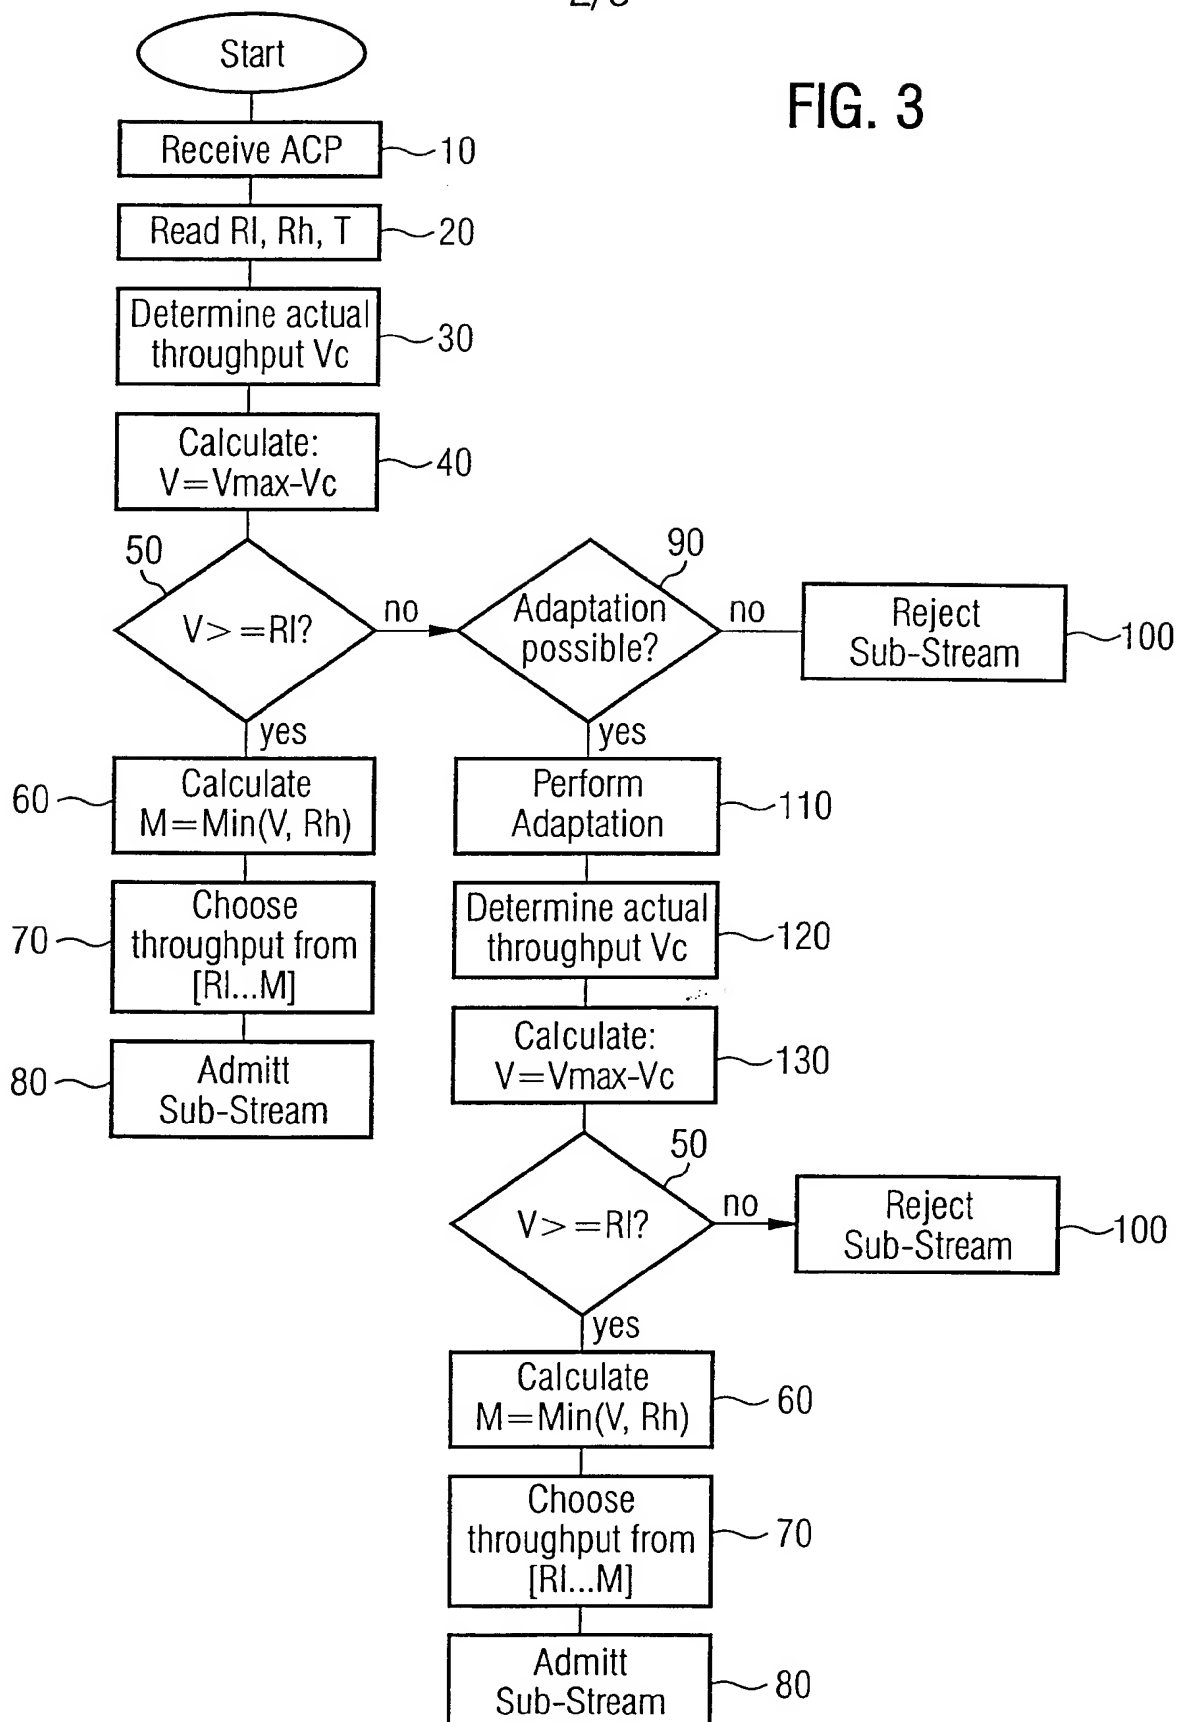 2/3
Start
FIG. 3
Receive ACP
10
Read Rl, Rh, T
20
Determine actual
throughput Vc
30
Calculate:
V=Vmax-Vc
40
50
V>=Rl?
no
90
Adaptation
possible?
no
Reject
Sub-Stream
100
yes
yes
60
Calculate
M=Min(V, Rh)
Perform
Adaptation
110
70
Choose
throughput from
[Rl...M]
Determine actual
throughput Vc
120
80
Admitt
Sub-Stream
Calculate:
V=Vmax-Vc
130
50
V>=Rl?
no
Reject
Sub-Stream
100
yes
Calculate
M=Min(V, Rh)
60
Choose
throughput from
[Rl...M]
70
Admitt
Sub-Stream
80